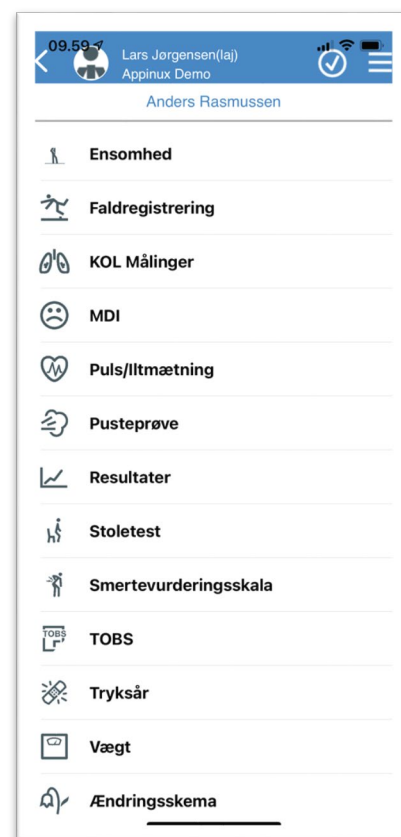 09.59
Lars Jørgensen(laj)
Appinux Demo
Anders Rasmussen
Ensomhed
Faldregistrering
KOL Målinger
MDI
Puls/Iltmætning
Pusteprøve
Resultater
Stoletest
Smertevurderingsskala
TOBS
TOBS
Tryksår
Vægt
Ændringsskema